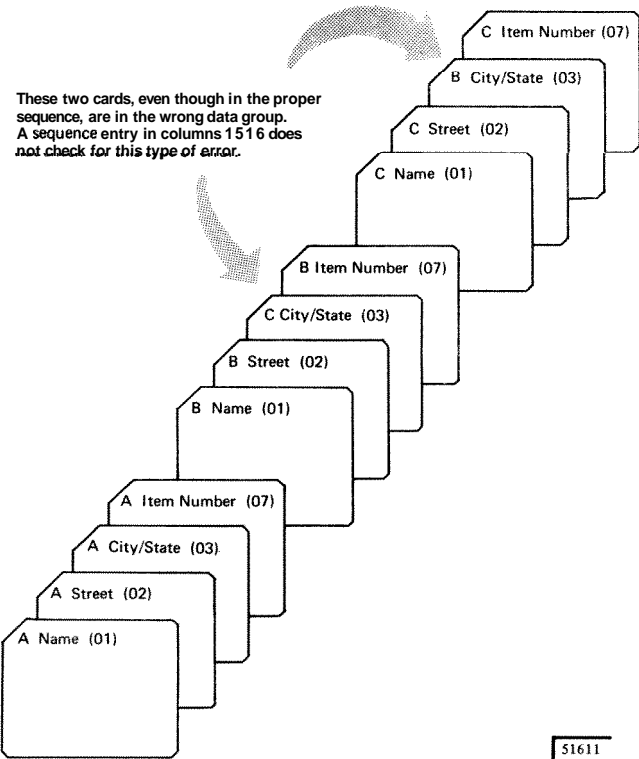 C Item Number (07)
B City/State (03)
C Street (02)
C Name (01)
These two cards, even though in the proper
sequence, are in the wrong data group.
A sequence entry in columns 1516 does
not check for this type of error.
B Item Number (07)
C City/State (03)
B Street (02)
B Name (01)
A Item Number (07)
A City/State (03)
A Street (02)
A Name (01)
51611